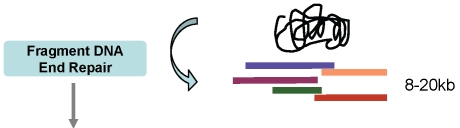 Fragment DNA
End Repair
8-20kb